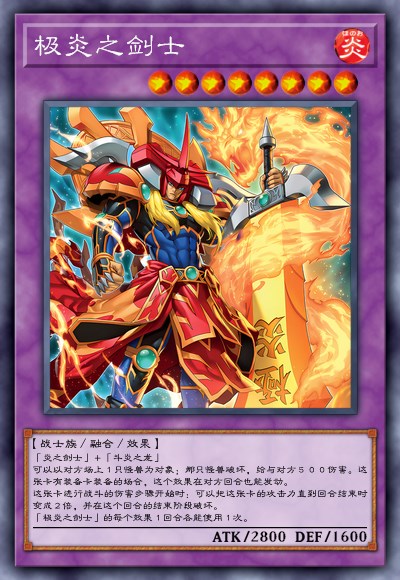 极炎之剑士
ほのお
炎
極炎
【战士族/融合/效果】
「炎之剑士」+「斗炎之龙」
可以以对方场上1只怪兽为对象；那只怪兽破坏，给与对方500伤害。这
张卡有装备卡装备的场合，这个效果在对方回合也能发动。
这张卡进行战斗的伤害步骤开始时：可以把这张卡的攻击力直到回合结束时
变成2倍，并在这个回合的结束阶段破坏。
「极炎之剑士」的每个效果1回合各能使用1次。
ATK/2800 DEF/1600